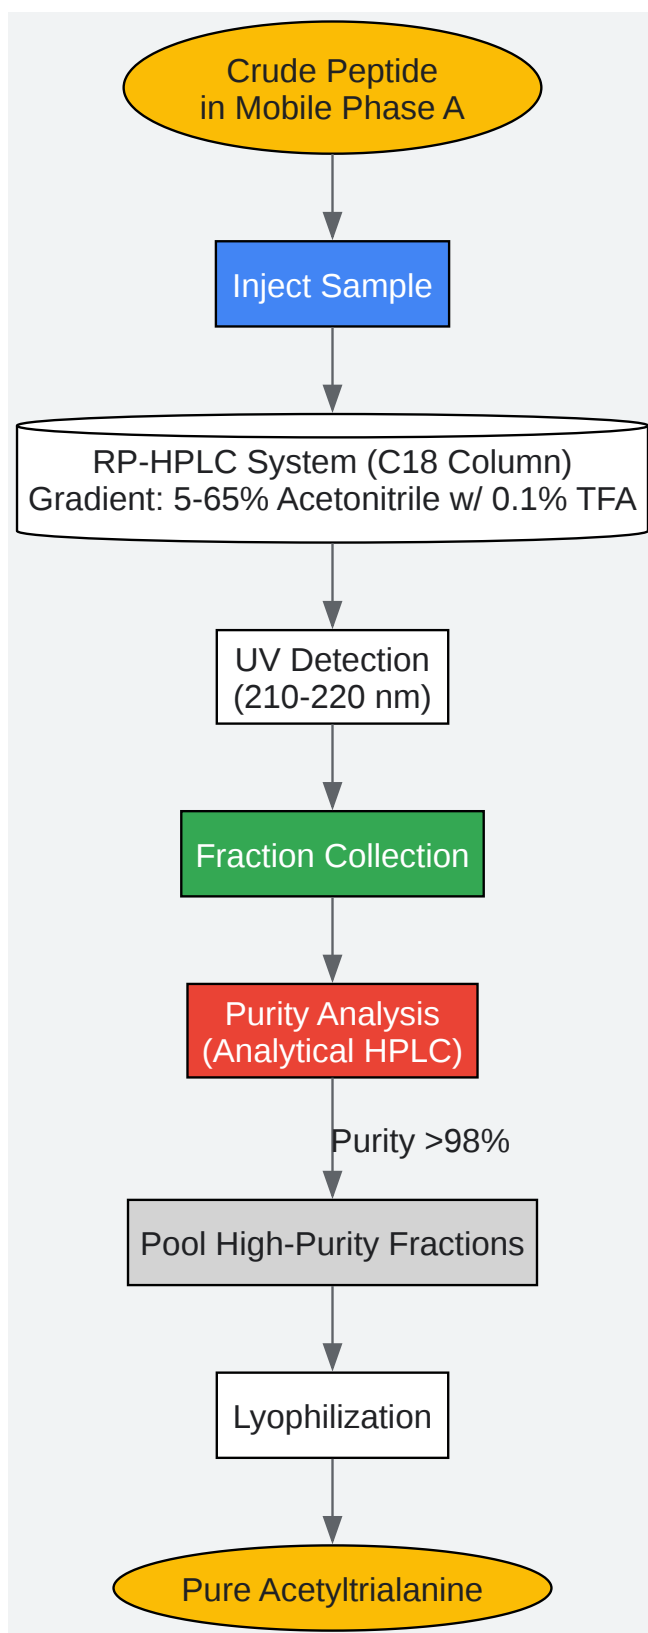 Crude Peptide
in Mobile Phase A
Inject Sample
RP-HPLC System (C18 Column)
Gradient: 5-65% Acetonitrile w/ 0.1% TFA
UV Detection
(210-220 nm)
Fraction Collection
Purity Analysis
(Analytical HPLC)
Purity >98%
Pool High-Purity Fractions
Lyophilization
Pure Acetyltrialanine